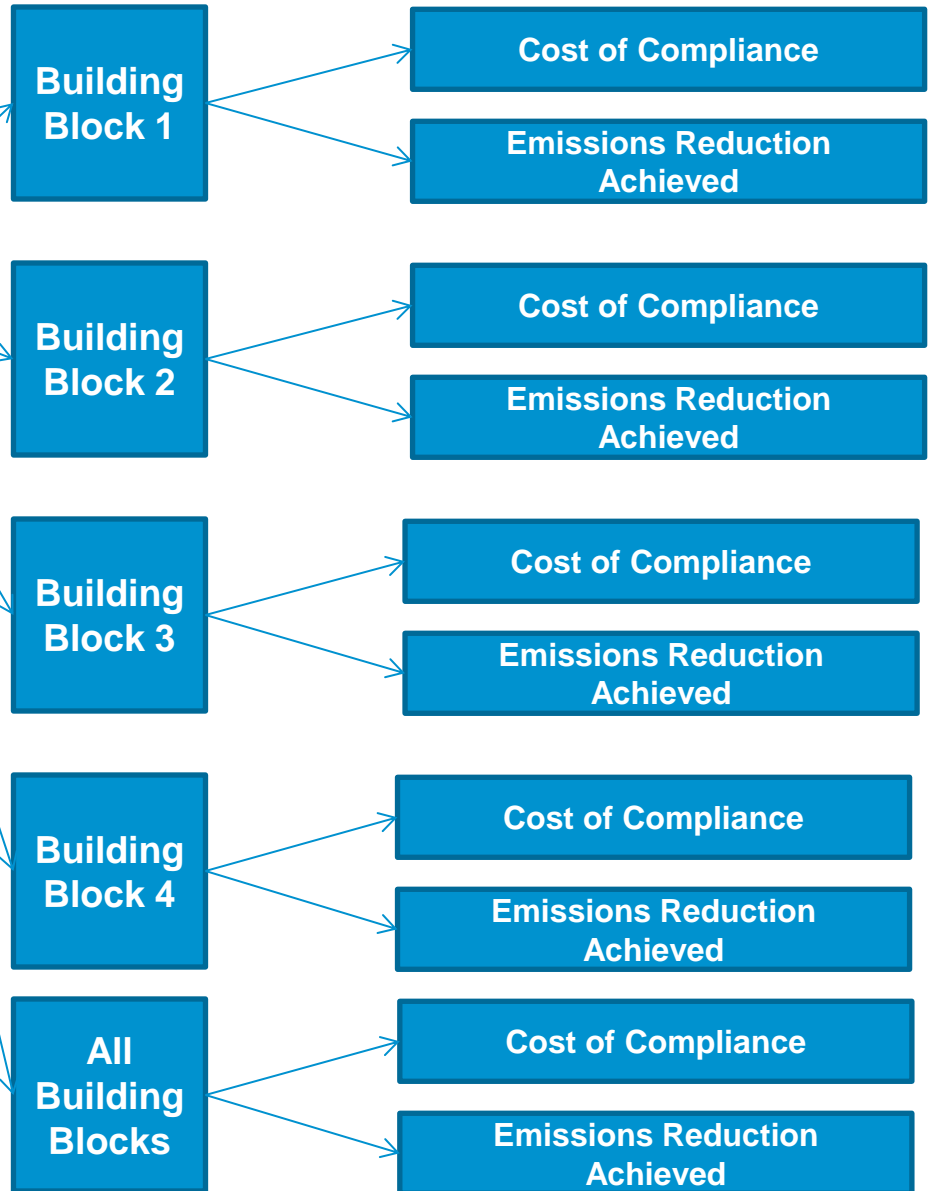 Building
Block 1
Cost of Compliance
Emissions Reduction
Achieved
Building
Block 2
Cost of Compliance
Emissions Reduction
Achieved
Building
Block 3
Cost of Compliance
Emissions Reduction
Achieved
Building
Block 4
Cost of Compliance
Emissions Reduction
Achieved
All
Building
Blocks
Cost of Compliance
Emissions Reduction
Achieved